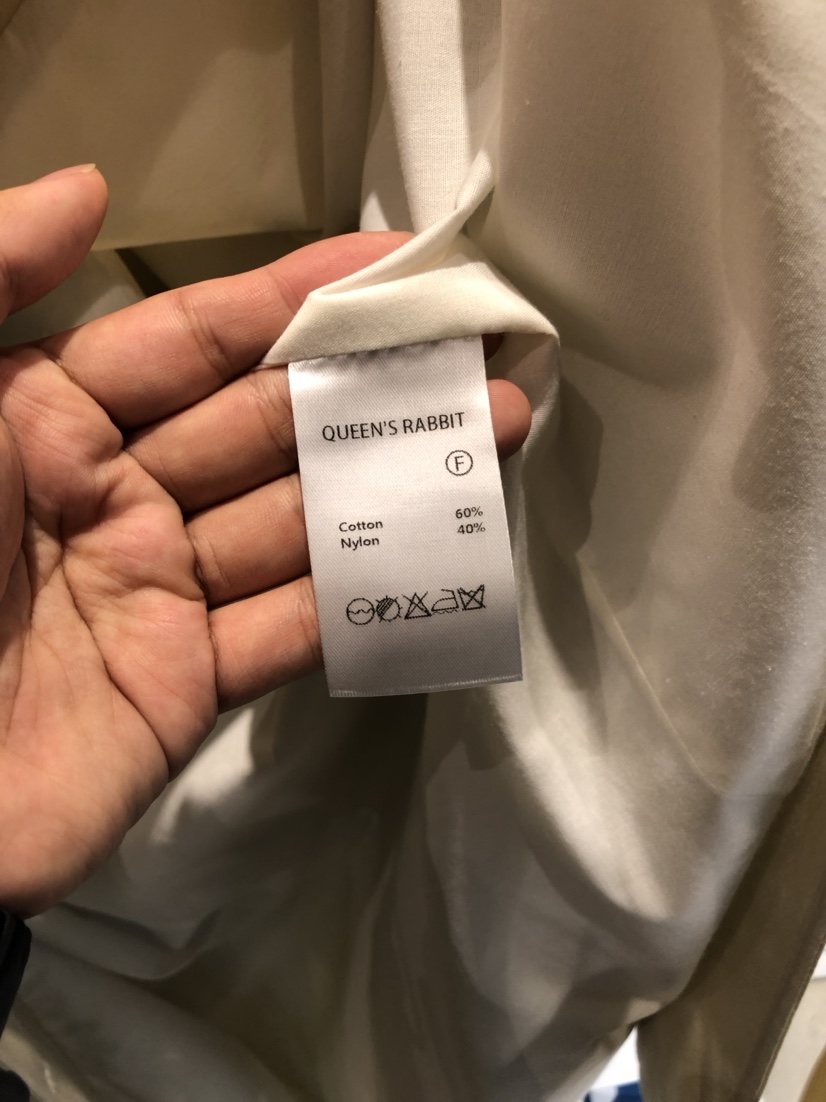 QUEEN'S RABBIT
F
Cotton 60%
Nylon 40%